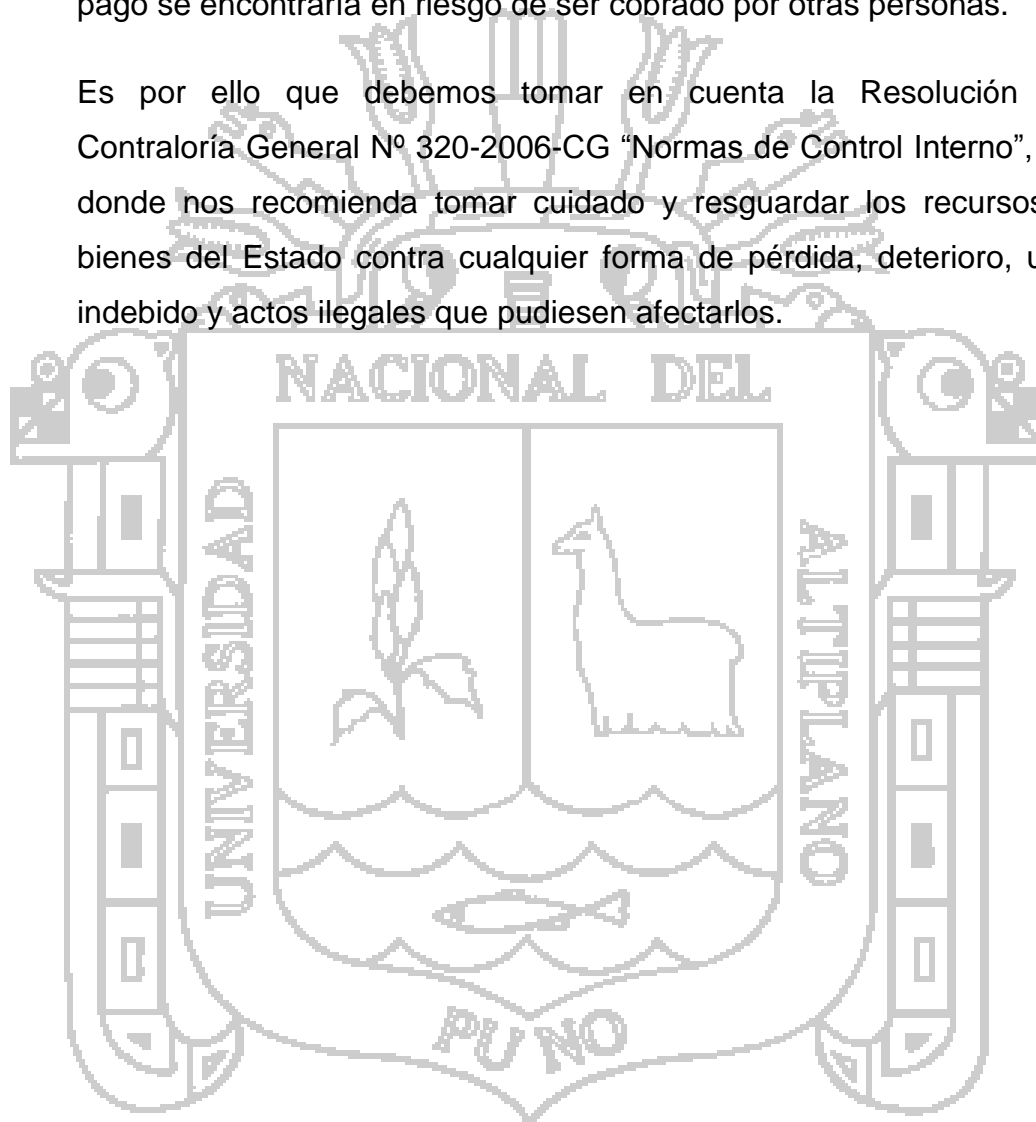 pago se encontraría en riesgo de ser cobrado por otras personas.
Es por ello que debemos tomar en cuenta la Resolución
Contraloría General Nº 320-2006-CG “Normas de Control Interno”,
donde nos recomienda tomar cuidado y resguardar los recursos
bienes del Estado contra cualquier forma de pérdida, deterioro, u
indebido y actos ilegales que pudiesen afectarlos.
NACIONAL DEL
UNIVERSIDAD
ALTIPLANO
PUNO